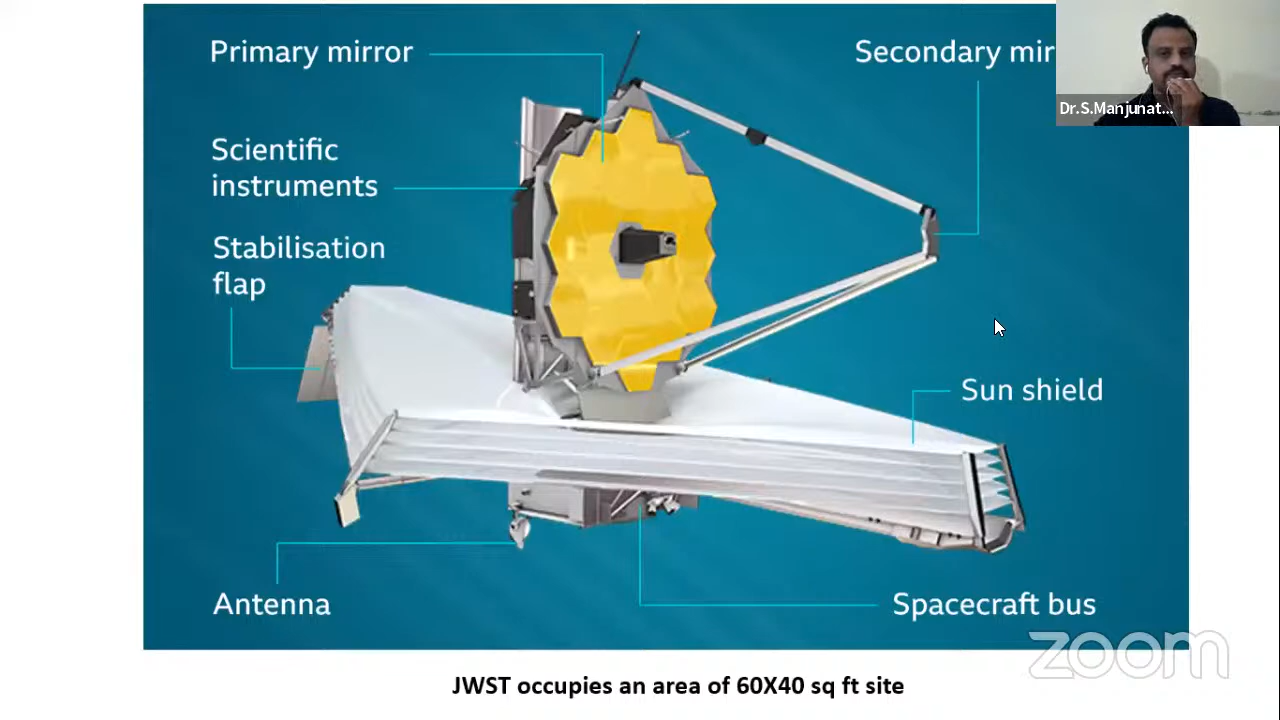 Primary mirror
Secondary mir
Dr.S.Manjunat...
Scientific
instruments
Stabilisation
flap
Sun shield
Antenna
Spacecraft bus
zoom
JWST occupies an area of 60X40 sq ft site